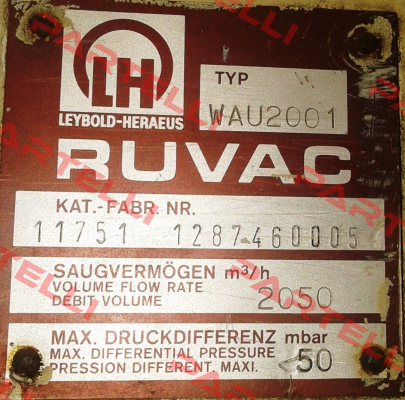 LH
LEYBOLD-HERAEUS
TYP
WAU2001
RUVAC
KAT.-FABR. NR.
11751 1287460005
SAUGVERMÖGEN m³/h
VOLUME FLOW RATE
DEBIT VOLUME
2050
MAX. DRUCKDIFFERENZ mbar
MAX. DIFFERENTIAL PRESSURE
PRESSION DIFFERENT. MAXI.
<50
PARTELLI